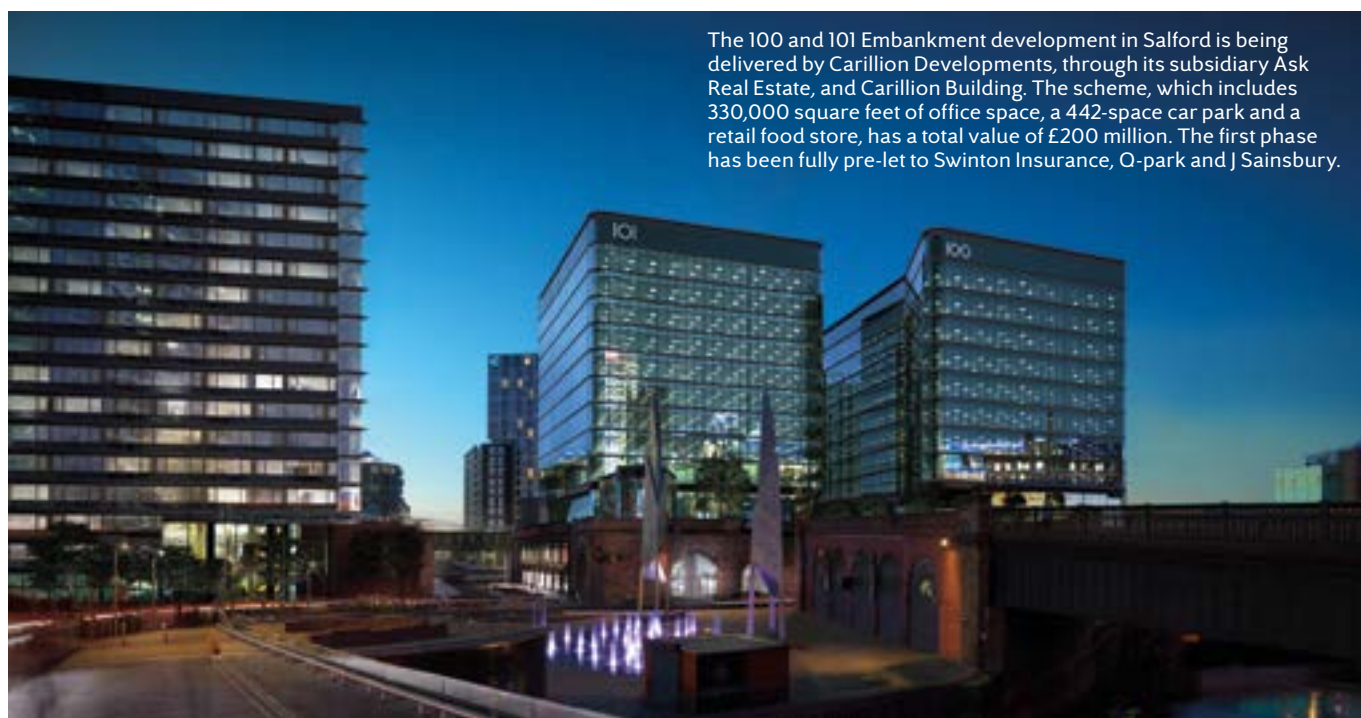 The 100 and 101 Embankment development in Salford is being
delivered by Carillion Developments, through its subsidiary Ask
Real Estate, and Carillion Building. The scheme, which includes
330,000 square feet of office space, a 442-space car park and a
retail food store, has a total value of £200 million. The first phase
has been fully pre-let to Swinton Insurance, Q-park and J Sainsbury.
101
100